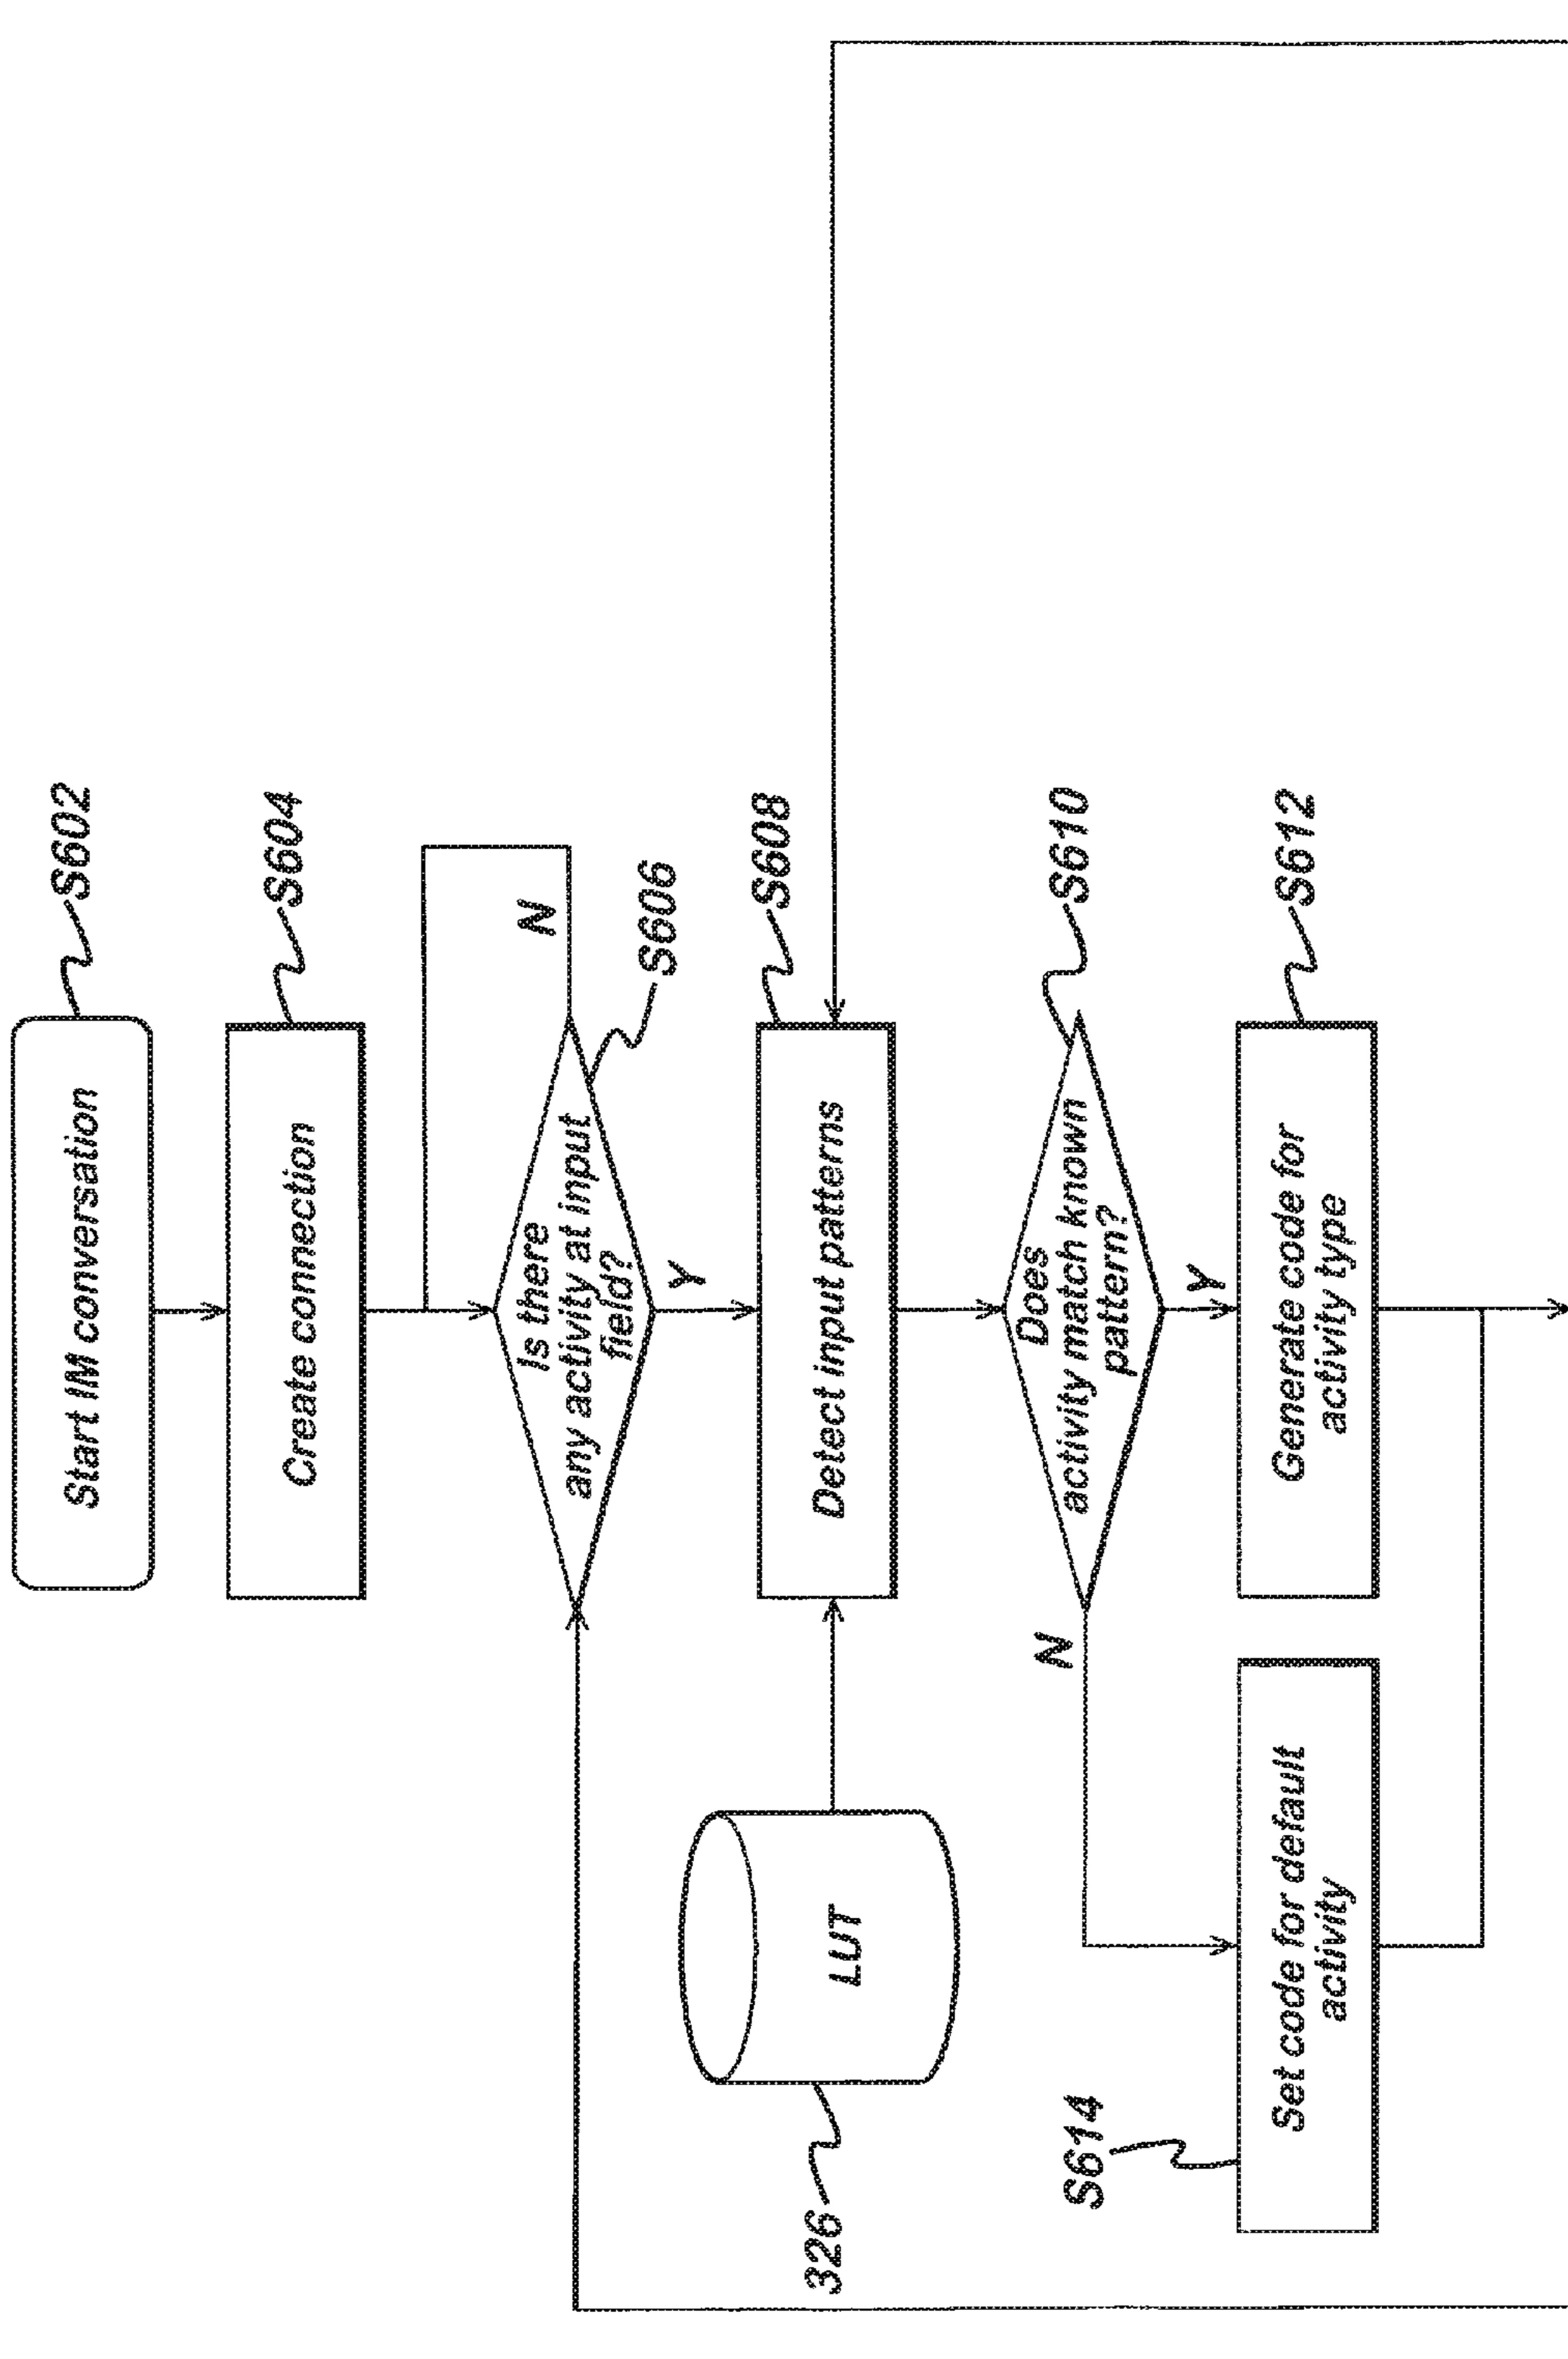 Start IM conversation
S602
Create connection
S604
N
Is there
any activity at input
field?
S606
Y
LUT
326
Detect input patterns
S608
Does
activity match known
pattern?
S610
N
Y
S614
Set code for default
activity
Generate code for
activity type
S612